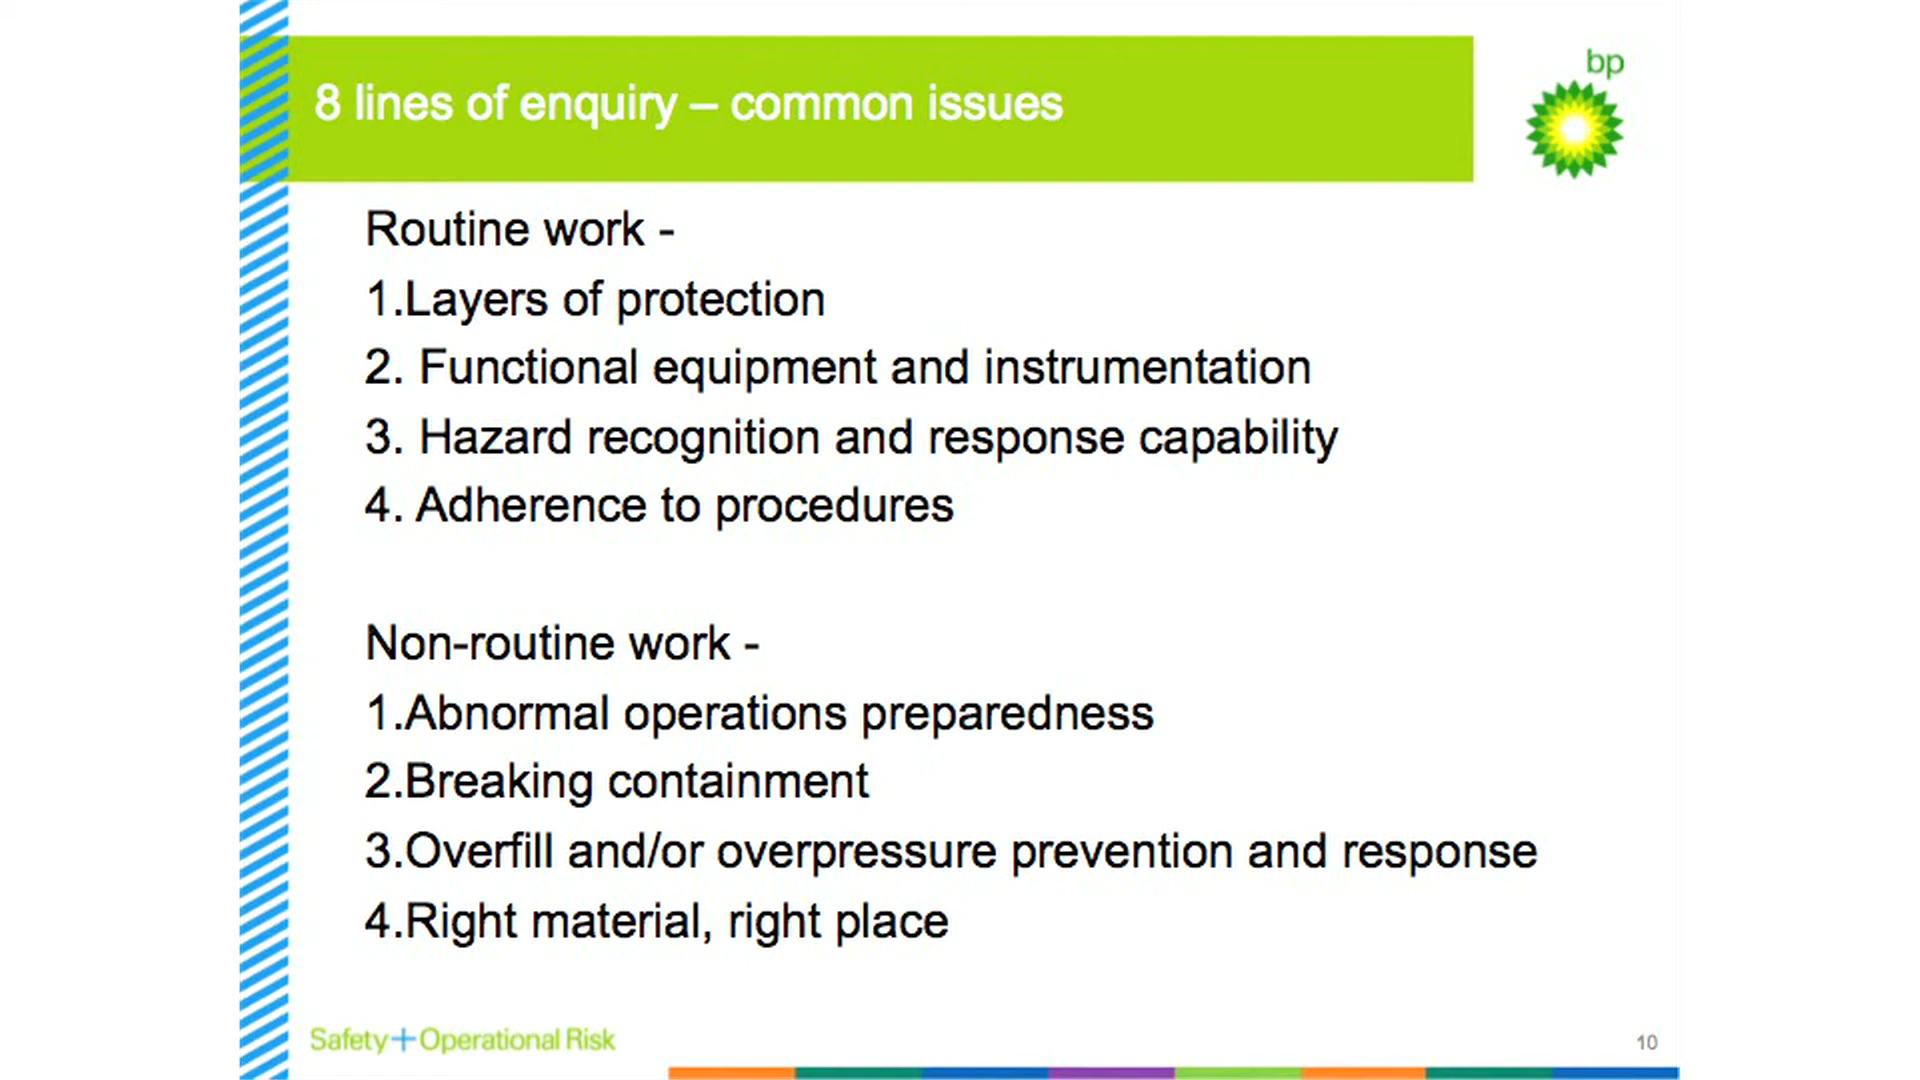 8 lines of enquiry – common issues
bp
Routine work -
1.Layers of protection
2. Functional equipment and instrumentation
3. Hazard recognition and response capability
4. Adherence to procedures
Non-routine work -
1.Abnormal operations preparedness
2.Breaking containment
3.Overfill and/or overpressure prevention and response
4.Right material, right place
Safety+Operational Risk
10